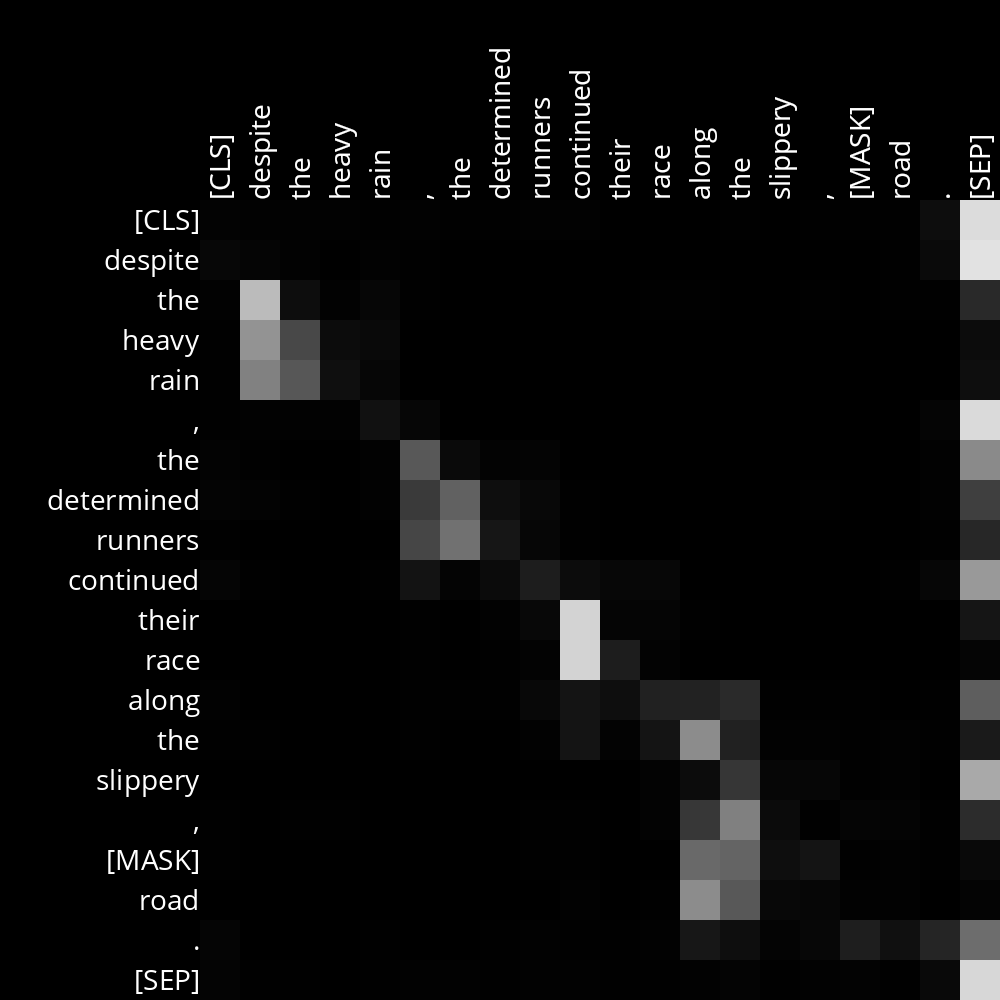 [CLS] despite the heavy rain , the determined runners continued their race along the slippery , [MASK] road . [SEP]
[CLS]
despite
the
heavy
rain
,
the
determined
runners
continued
their
race
along
the
slippery
,
[MASK]
road
.
[SEP]